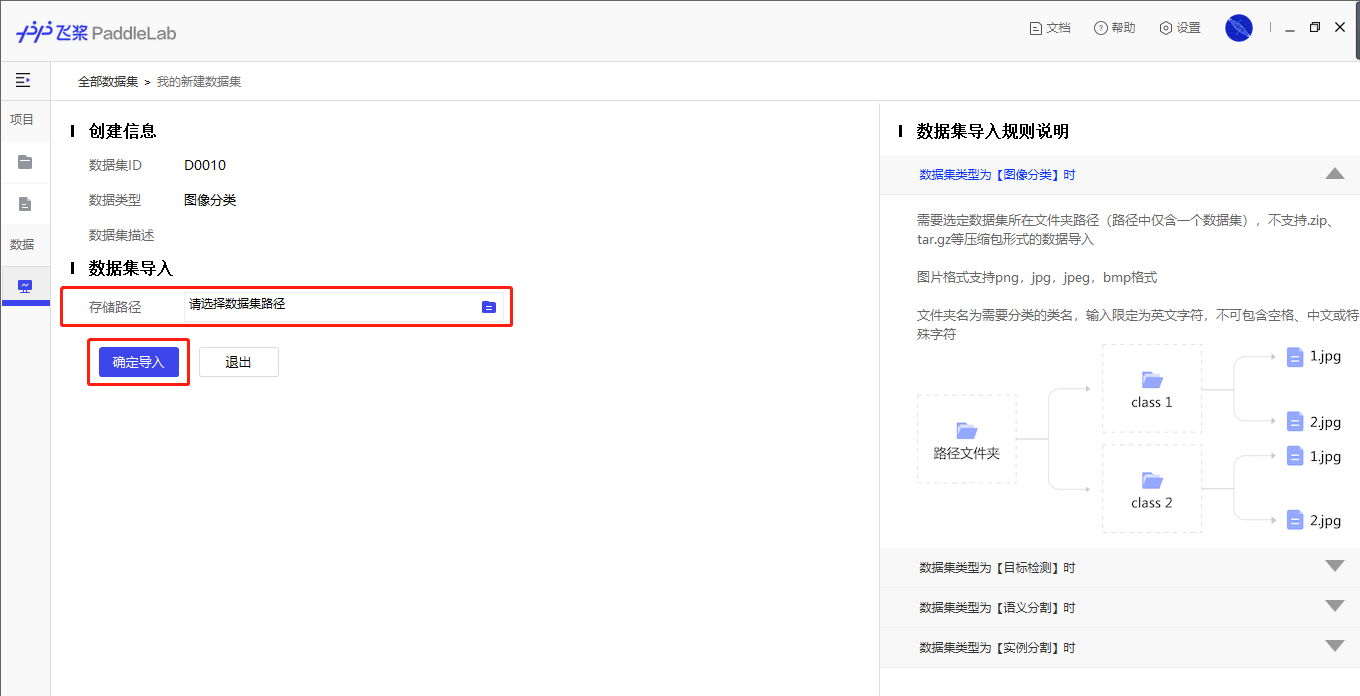 飞桨 PaddleLab
文档
帮助
设置
全部数据集 > 我的新建数据集
项目
数据
创建信息
数据集ID D0010
数据类型 图像分类
数据集描述
数据集导入
存储路径 请选择数据集路径
确定导入 退出
数据集导入规则说明
数据集类型为【图像分类】时
需要选定数据集所在文件夹路径（路径中仅含一个数据集），不支持.zip、
tar.gz等压缩包形式的数据导入
图片格式支持png，jpg，jpeg，bmp格式
文件夹名为需要分类的类名，输入限定为英文字符，不可包含空格、中文或特
殊字符
路径文件夹
class 1
1.jpg
2.jpg
class 2
1.jpg
2.jpg
数据集类型为【目标检测】时
数据集类型为【语义分割】时
数据集类型为【实例分割】时